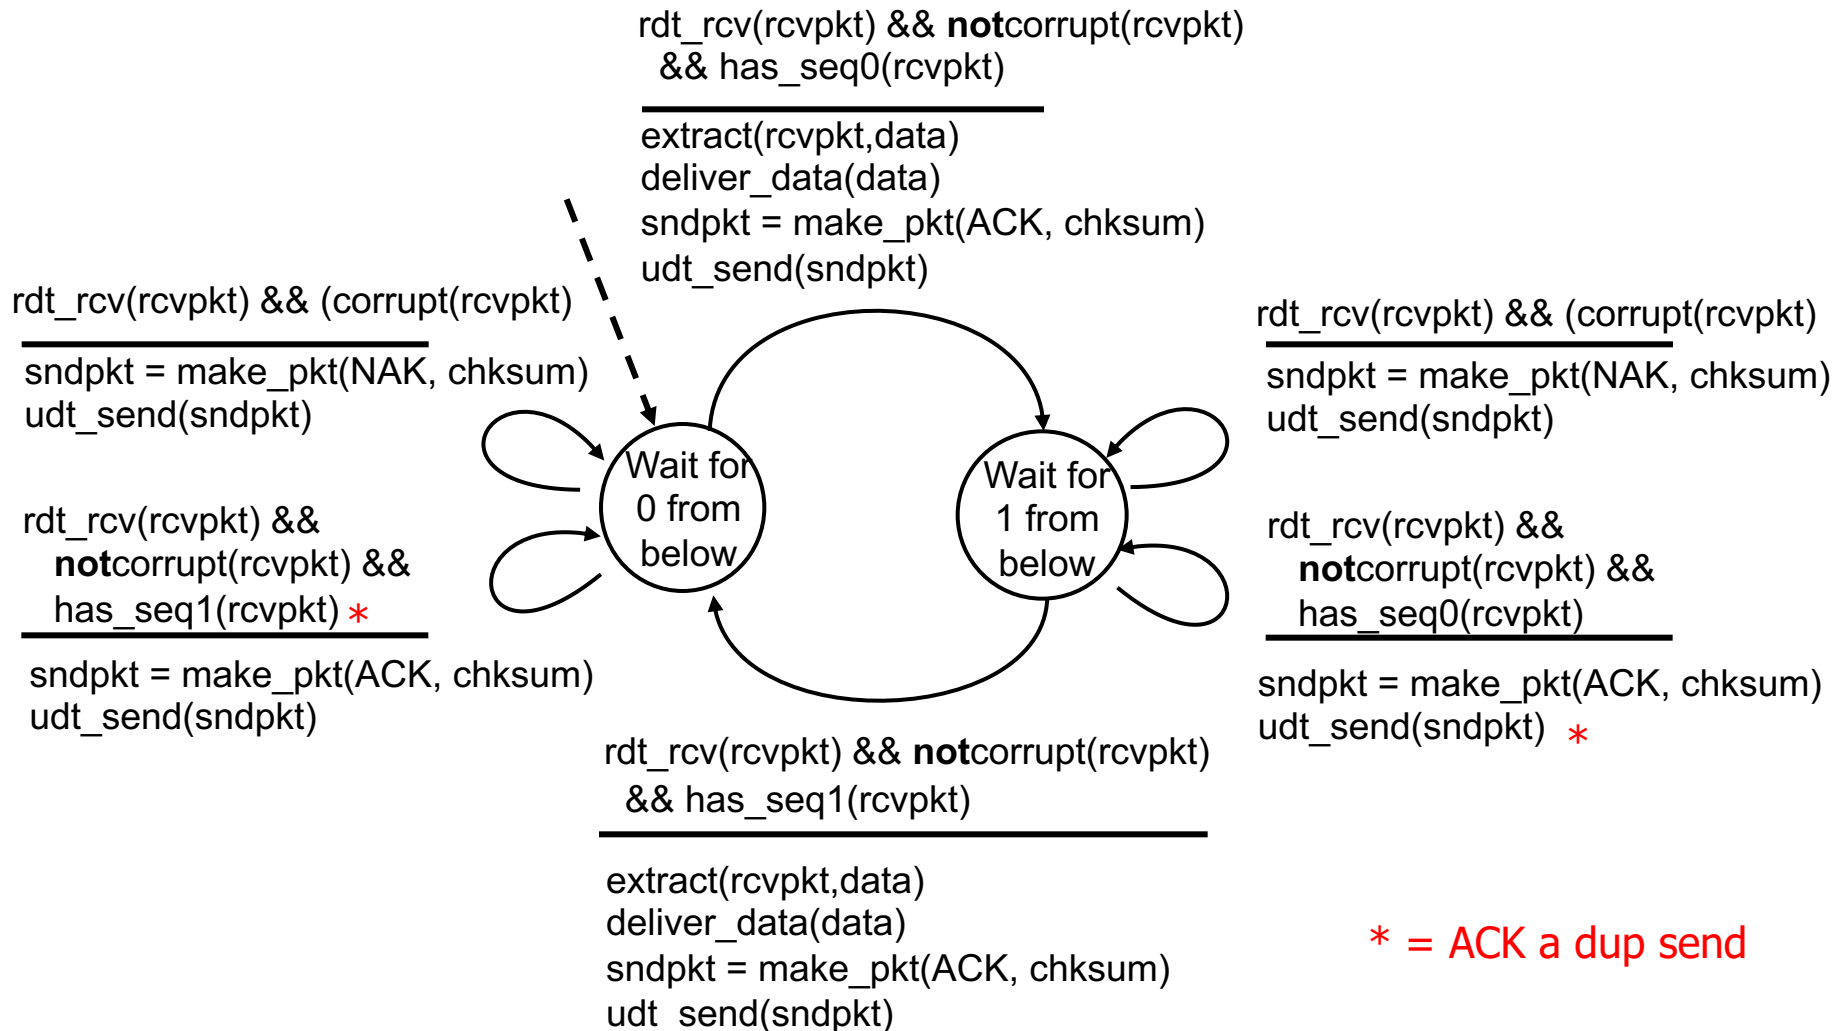 rdt_rcv(rcvpkt) && notcorrupt(rcvpkt)
&& has_seq0(rcvpkt)
extract(rcvpkt,data)
deliver_data(data)
sndpkt = make_pkt(ACK, chksum)
udt_send(sndpkt)
rdt_rcv(rcvpkt) && (corrupt(rcvpkt)
sndpkt = make_pkt(NAK, chksum)
udt_send(sndpkt)
rdt_rcv(rcvpkt) &&
notcorrupt(rcvpkt) &&
has_seq1(rcvpkt) *
sndpkt = make_pkt(ACK, chksum)
udt_send(sndpkt)
Wait for
0 from
below
Wait for
1 from
below
rdt_rcv(rcvpkt) && (corrupt(rcvpkt)
sndpkt = make_pkt(NAK, chksum)
udt_send(sndpkt)
rdt_rcv(rcvpkt) &&
notcorrupt(rcvpkt) &&
has_seq0(rcvpkt)
sndpkt = make_pkt(ACK, chksum)
udt_send(sndpkt) *
rdt_rcv(rcvpkt) && notcorrupt(rcvpkt)
&& has_seq1(rcvpkt)
extract(rcvpkt,data)
deliver_data(data)
sndpkt = make_pkt(ACK, chksum)
udt_send(sndpkt)
* = ACK a dup send